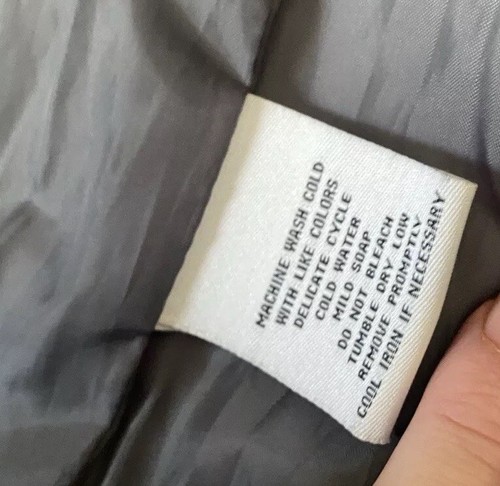 MACHINE WASH COLD
WITH LIKE COLORS
DELICATE CYCLE
COLD WATER
MILD SOAP
DO NOT BLEACH
TUMBLE DRY LOW
REMOVE PROMPTLY
COOL IRON IF NECESSARY